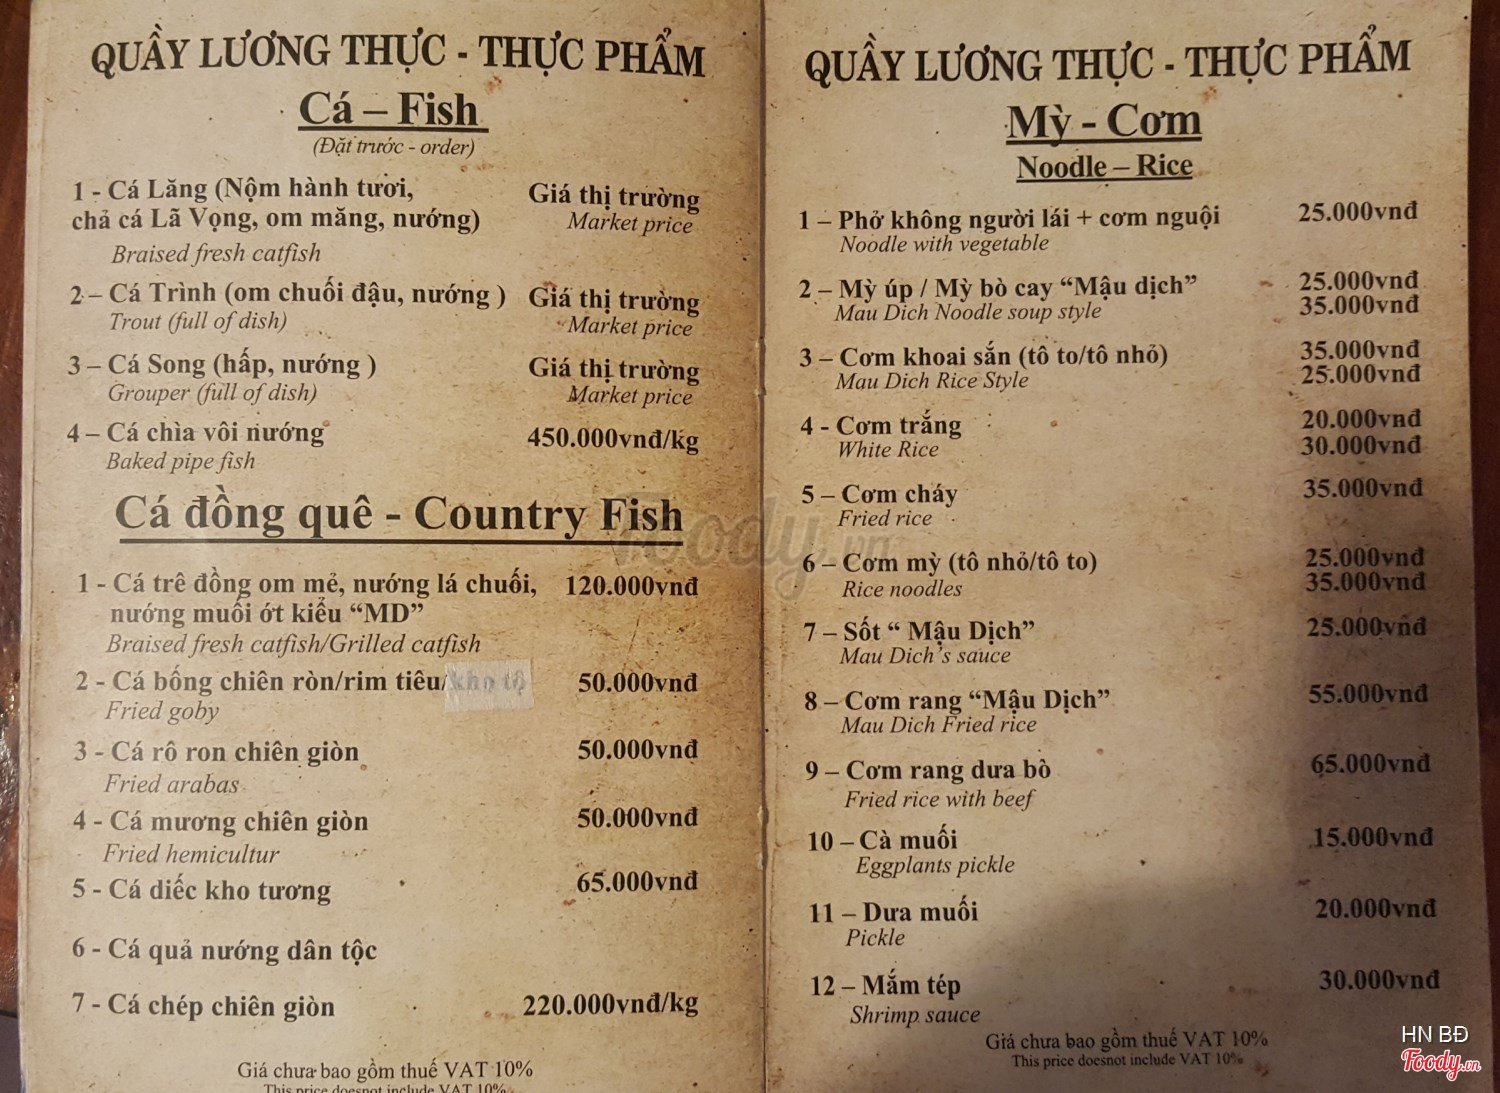 QUẦY LƯƠNG THỰC - THỰC PHẨM
Cá – Fish
(Đặt trước - order)
1 - Cá Lăng (Nộm hành tươi,
chả cá Lã Vọng, om măng, nướng) Giá thị trường
Braised fresh catfish Market price
2 – Cá Trình (om chuối đậu, nướng ) Giá thị trường
Trout (full of dish) Market price
3 – Cá Song (hấp, nướng ) Giá thị trường
Grouper (full of dish) Market price
4 – Cá chìa vôi nướng 450.000vnđ/kg
Baked pipe fish
Cá đồng quê - Country Fish
1 - Cá trê đồng om mẻ, nướng lá chuối, 120.000vnđ
nướng muối ớt kiểu “MD”
Braised fresh catfish/Grilled catfish
2 - Cá bống chiên ròn/rim tiêu/ 50.000vnđ
Fried goby
3 - Cá rô ron chiên giòn 50.000vnđ
Fried arabas
4 - Cá mương chiên giòn 50.000vnđ
Fried hemicultur
5 - Cá diếc kho tương 65.000vnđ
6 - Cá quả nướng dân tộc
7 - Cá chép chiên giòn 220.000vnđ/kg
Giá chưa bao gồm thuế VAT 10%
This price doesnot include VAT 10%
QUẦY LƯƠNG THỰC - THỰC PHẨM
Mỳ - Cơm
Noodle – Rice
1 – Phở không người lái + cơm nguội 25.000vnđ
Noodle with vegetable
2 – Mỳ úp / Mỳ bò cay “Mậu dịch” 25.000vnđ
Mau Dich Noodle soup style 35.000vnđ
3 – Cơm khoai sắn (tô to/tô nhỏ) 35.000vnđ
Mau Dich Rice Style 25.000vnđ
4 - Cơm trắng 20.000vnđ
White Rice 30.000vnđ
5 – Cơm cháy 35.000vnđ
Fried rice
6 – Cơm mỳ (tô nhỏ/tô to) 25.000vnđ
Rice noodles 35.000vnđ
7 – Sốt “ Mậu Dịch” 25.000vnđ
Mau Dich’s sauce
8 – Cơm rang “Mậu Dịch” 55.000vnđ
Mau Dich Fried rice
9 – Cơm rang dưa bò 65.000vnđ
Fried rice with beef
10 – Cà muối 15.000vnđ
Eggplants pickle
11 – Dưa muối 20.000vnđ
Pickle
12 – Mắm tép 30.000vnđ
Shrimp sauce
Giá chưa bao gồm thuế VAT 10%
This price doesnot include VAT 10%
foody.vn
HN BĐ
Foody.vn